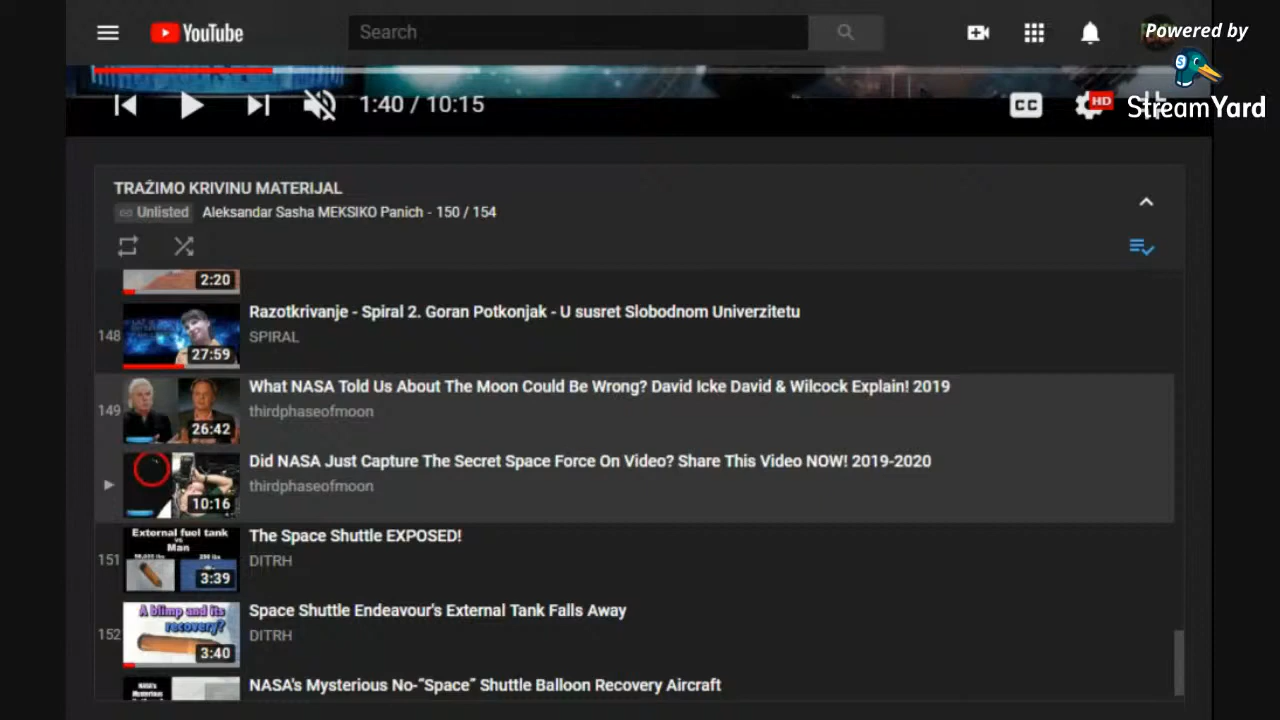 YouTube
Search
Powered by
StreamYard
1:40 / 10:15
CC
HD
TRAŽIMO KRIVINU MATERIJAL
Unlisted Aleksandar Sasha MEKSIKO Panich - 150 / 154
2:20
148
Razotkrivanje - Spiral 2. Goran Potkonjak - U susret Slobodnom Univerzitetu
SPIRAL
27:59
149
What NASA Told Us About The Moon Could Be Wrong? David Icke David & Wilcock Explain! 2019
thirdphaseofmoon
26:42
Did NASA Just Capture The Secret Space Force On Video? Share This Video NOW! 2019-2020
thirdphaseofmoon
10:16
151
External fuel tank
vs
Man
3:39
The Space Shuttle EXPOSED!
DITRH
152
A blimp and its
recovery?
3:40
Space Shuttle Endeavour's External Tank Falls Away
DITRH
NASA's
Mysterious
NASA's Mysterious No-"Space" Shuttle Balloon Recovery Aircraft